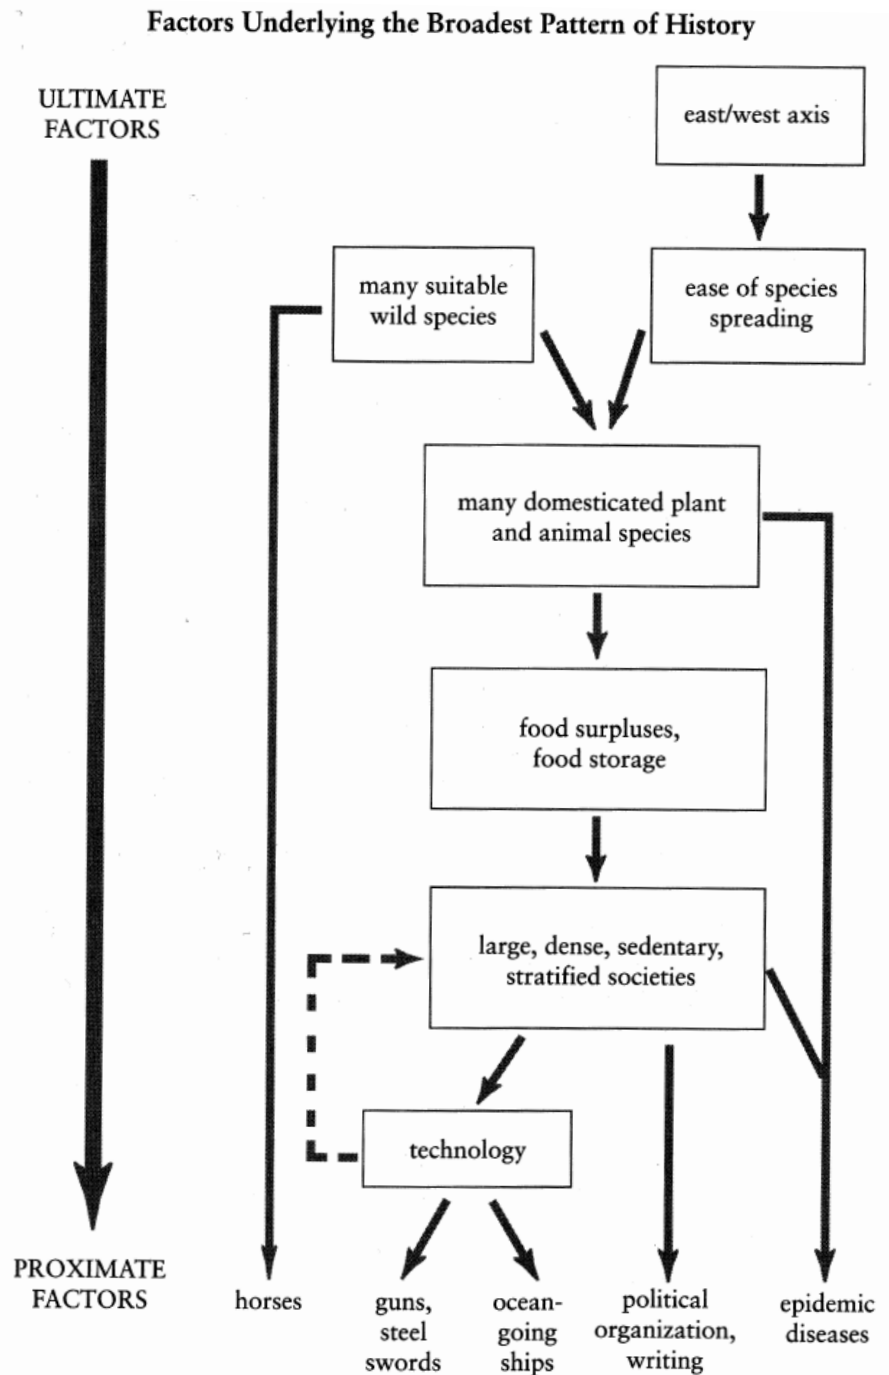 Factors Underlying the Broadest Pattern of History
ULTIMATE
FACTORS
east/west axis
many suitable
wild species
ease of species
spreading
many domesticated plant
and animal species
food surpluses,
food storage
large, dense, sedentary,
stratified societies
technology
PROXIMATE
FACTORS
horses
guns,
steel
swords
ocean-
going
ships
political
organization,
writing
epidemic
diseases